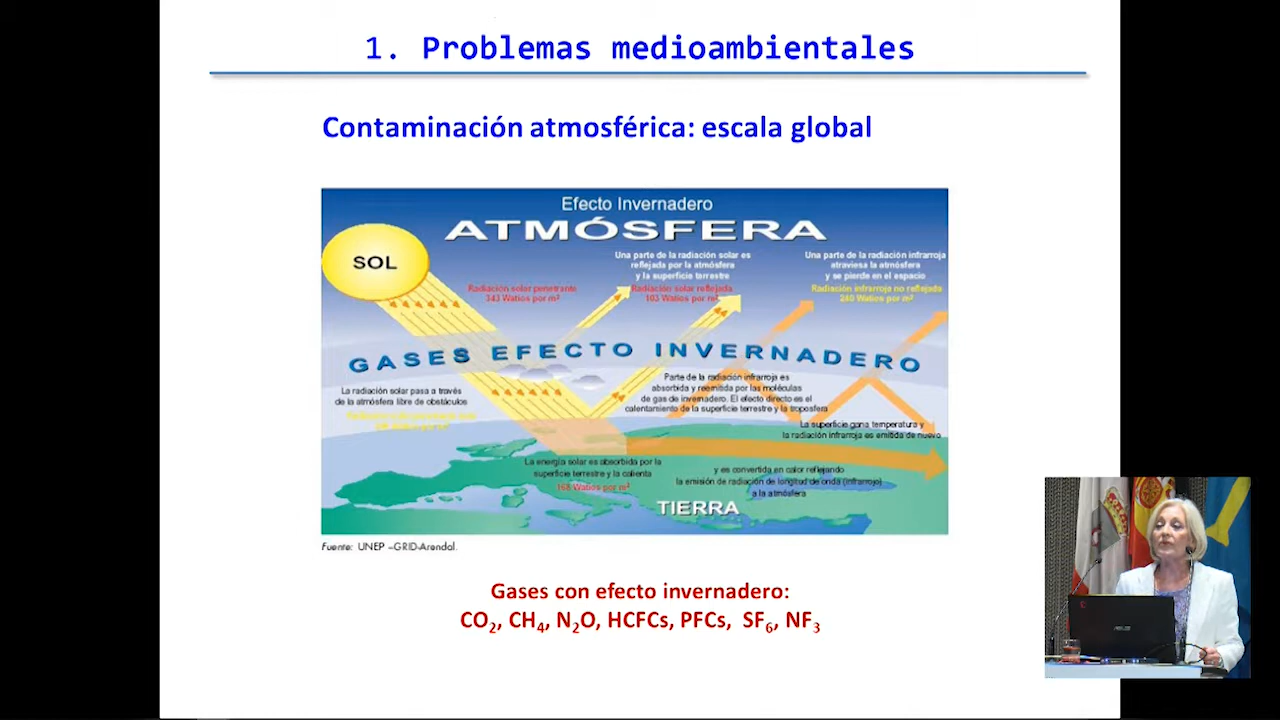 1. Problemas medioambientales
Contaminación atmosférica: escala global
Efecto Invernadero
ATMÓSFERA
SOL
Una parte de la radiación solar es
reflejada por la atmósfera
y la superficie terrestre
Una parte de la radiación infrarroja
atraviesa la atmósfera
y se pierde en el espacio
Radiación solar penetrante
343 Watios por m²
Radiación solar reflejada
103 Watios por m²
Radiación infrarroja no reflejada
240 Watios por m²
GASES EFECTO INVERNADERO
La radiación solar pasa a través
de la atmósfera libre de obstáculos
Parte de la radiación infrarroja es
absorbida y reemitida por las moléculas
de gas de invernadero. El efecto directo es el
calentamiento de la superficie terrestre y la troposfera
La superficie gana temperatura y
la radiación infrarroja es emitida de nuevo
La energía solar es absorbida por la
superficie terrestre y la calienta
168 Watios por m²
y es convertida en calor reflejando
la emisión de radiación de longitud de onda (infrarrojo)
a la atmósfera
TIERRA
Fuente: UNEP –GRID-Arendal.
Gases con efecto invernadero:
CO₂, CH₄, N₂O, HCFCs, PFCs, SF₆, NF₃
ASUS